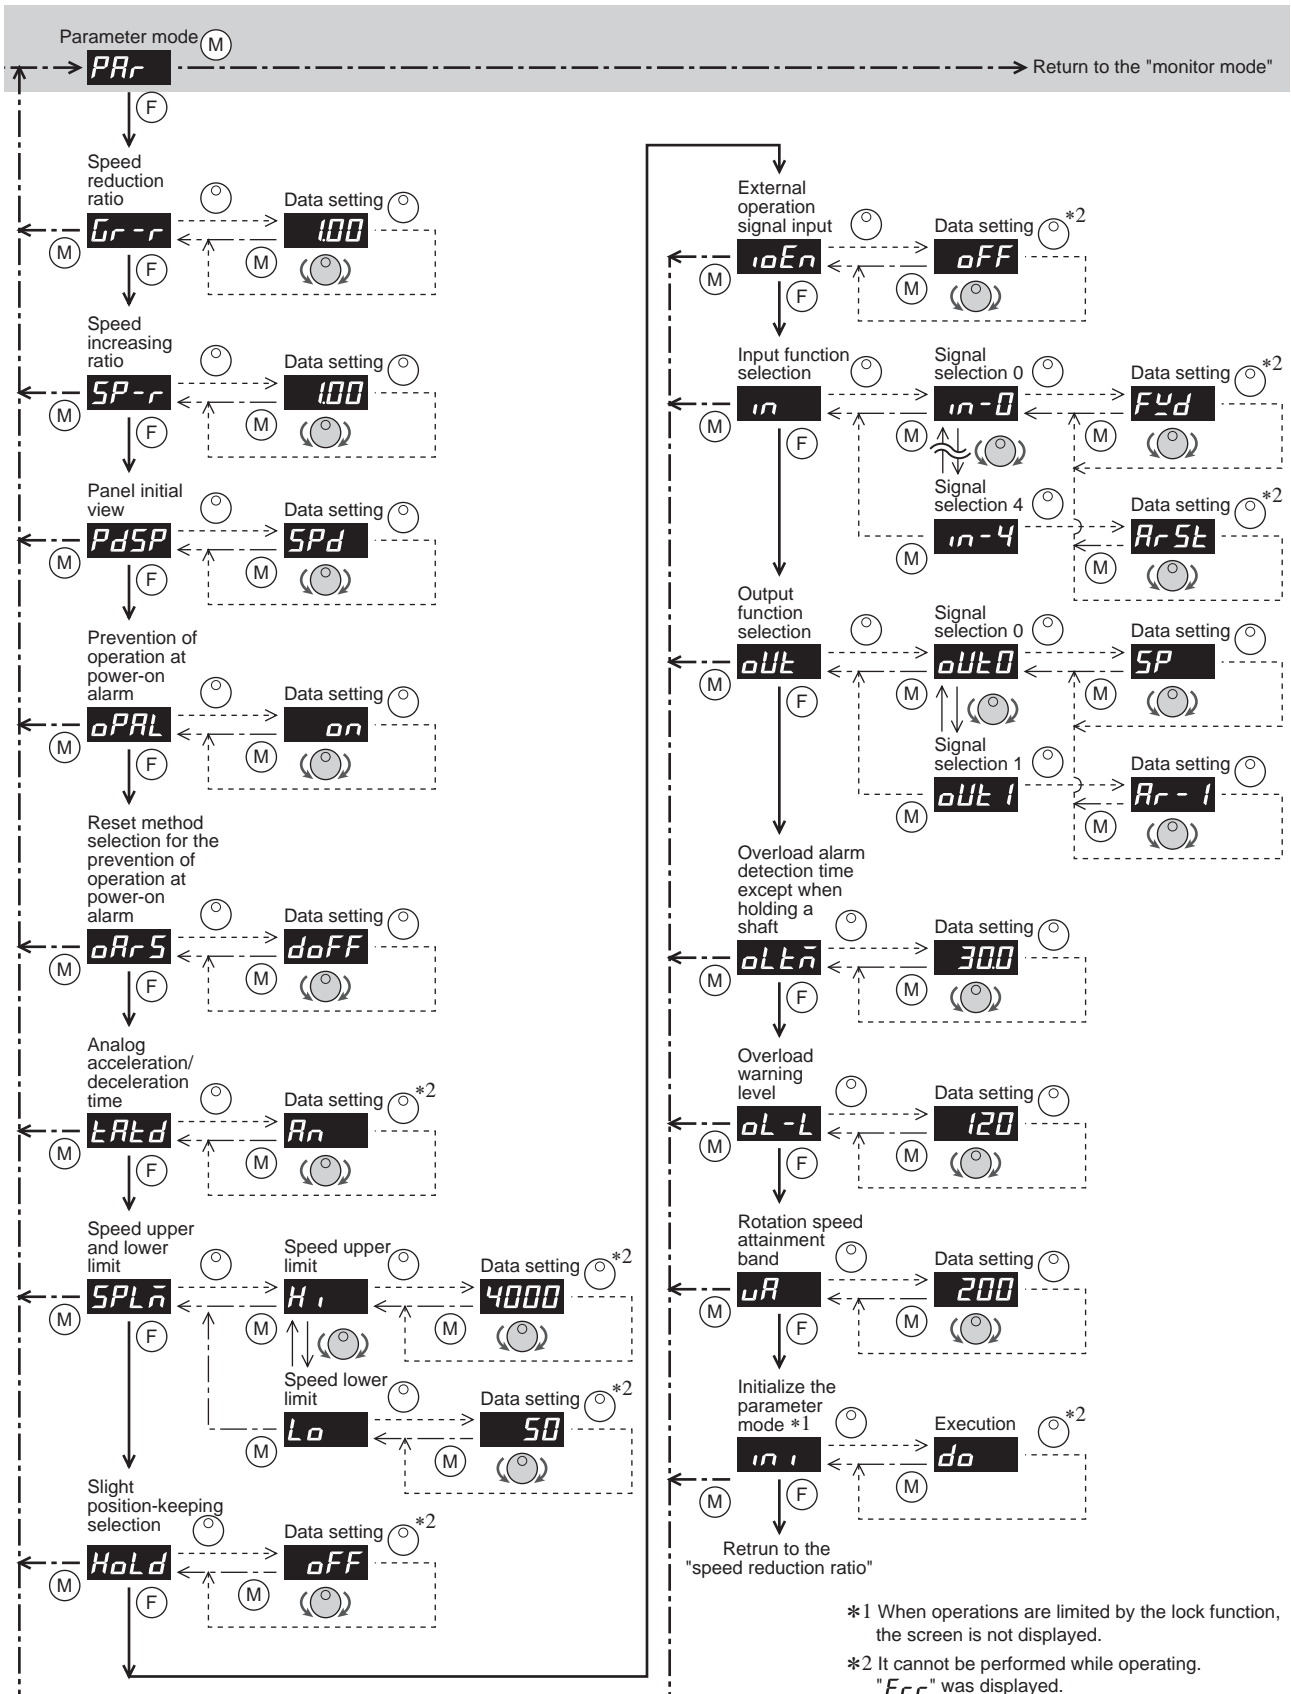 Parameter mode
M
PAr
Return to the "monitor mode"
F
Speed
reduction
ratio
Data setting
Gr-r
1.00
M
F
M
Speed
increasing
ratio
Data setting
SP-r
1.00
M
F
M
Panel initial
view
Data setting
PdSP
SPd
M
F
M
Prevention of
operation at
power-on
alarm
Data setting
oPAL
on
M
F
M
Reset method
selection for the
prevention of
operation at
power-on
alarm
Data setting
oArS
doFF
M
F
M
Analog
acceleration/
deceleration
time
Data setting
*2
tAtd
An
M
F
M
Speed upper
and lower
limit
Speed upper
limit
Data setting
*2
SPLm
Hi
4000
M
F
M
M
Speed lower
limit
Data setting
*2
Lo
50
M
M
Slight
position-keeping
selection
Data setting
*2
HoLd
oFF
M
F
M
External
operation
signal input
Data setting
*2
ioEn
oFF
M
F
M
Input function
selection
Signal
selection 0
Data setting
*2
in
in-0
Fwd
M
F
M
M
Signal
selection 4
Data setting
*2
in-4
ArSt
M
M
Output
function
selection
Signal
selection 0
Data setting
oUt
oUt0
SP
M
F
M
M
Signal
selection 1
Data setting
oUt1
Ar-1
M
M
Overload alarm
detection time
except when
holding a
shaft
Data setting
oLtm
30.0
M
F
M
Overload
warning
level
Data setting
oL-L
120
M
F
M
Rotation speed
attainment
band
Data setting
uA
200
M
F
M
Initialize the
parameter
mode *1
Execution
*2
ini
do
M
F
M
Retrun to the
"speed reduction ratio"
*1 When operations are limited by the lock function,
the screen is not displayed.
*2 It cannot be performed while operating.
"Err" was displayed.